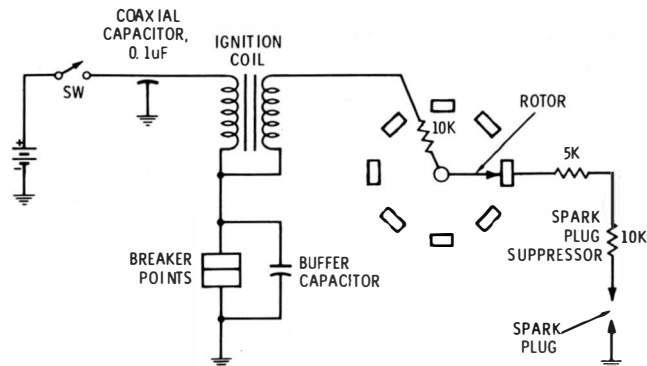 COAXIAL
CAPACITOR,
0.1uF
IGNITION
COIL
SW
+
-
10K
ROTOR
5K
SPARK
PLUG
SUPPRESSOR
10K
BREAKER
POINTS
BUFFER
CAPACITOR
SPARK
PLUG